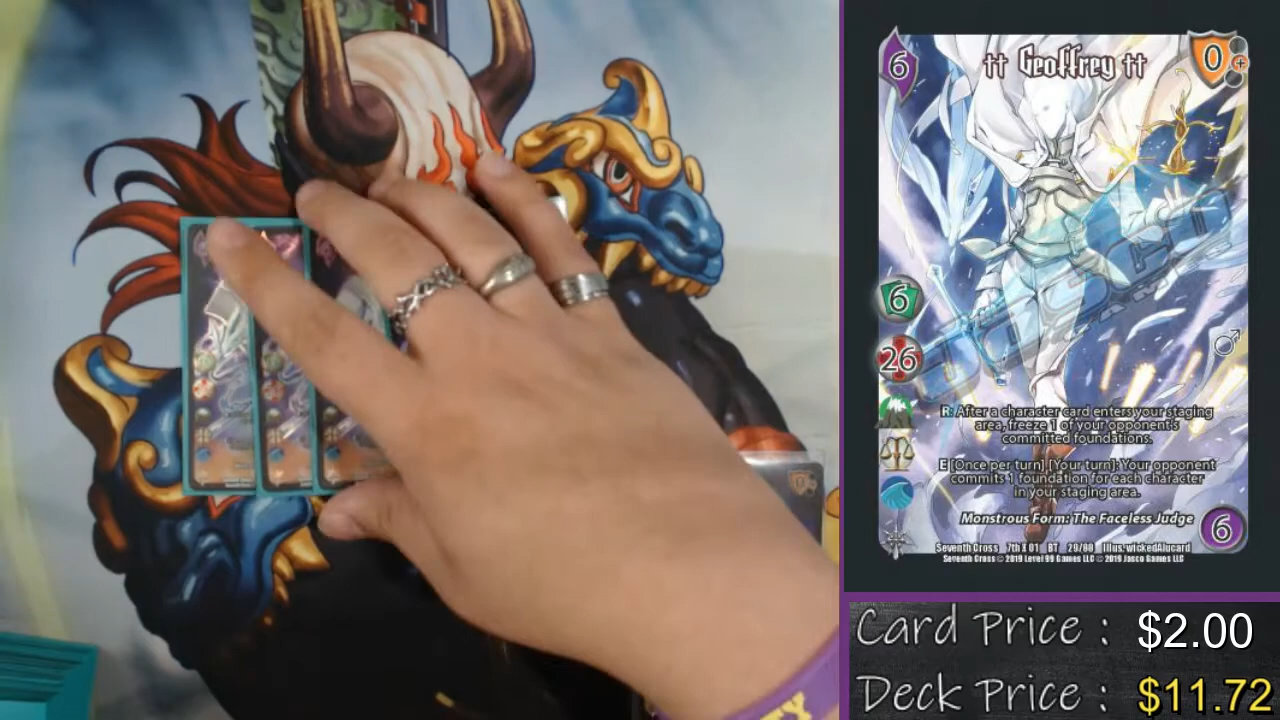 6
†† Geoffrey ††
0
+
6
26
R: After a character card enters your staging
area, freeze 1 of your opponent's
committed foundations.
E [Once per turn] [Your turn]: Your opponent
commits 1 foundation for each character
in your staging area.
Monstrous Form: The Faceless Judge
6
Seventh Cross 7th X 01 BT 29/88 Illus. wickedAlucard
Seventh Cross © 2019 Level 99 Games LLC © 2019 Jasco Games LLC
Card Price : $2.00
Deck Price : $11.72